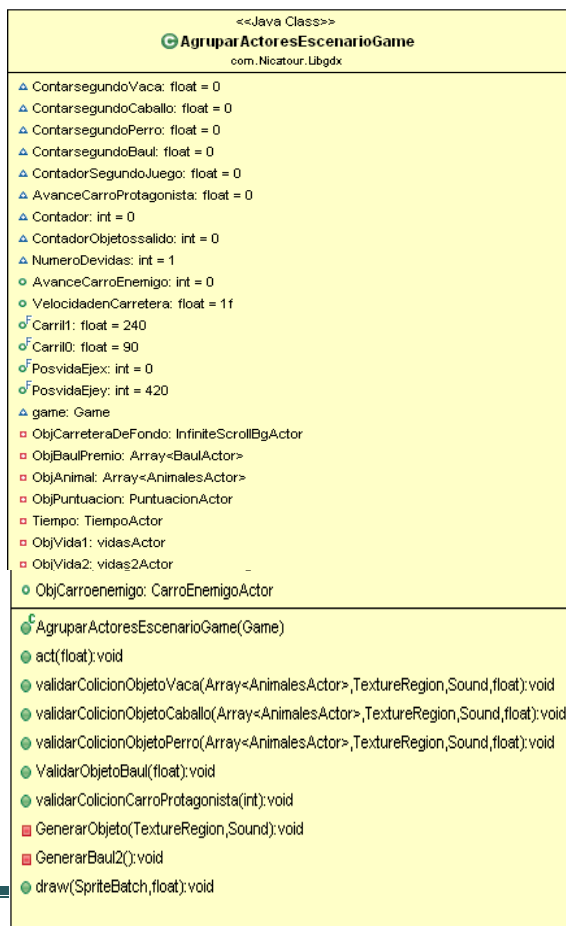 <<Java Class>>
AgruparActoresEscenarioGame
com.Nicatour.Libgdx
ContarsegundoVaca: float = 0
ContarsegundoCaballo: float = 0
ContarsegundoPerro: float = 0
ContarsegundoBaul: float = 0
ContadorSegundoJuego: float = 0
AvanceCarroProtagonista: float = 0
Contador: int = 0
ContadorObjetossalido: int = 0
NumeroDevidas: int = 1
AvanceCarroEnemigo: int = 0
VelocidadenCarretera: float = 1f
Carril1: float = 240
Carril0: float = 90
PosvidaEjex: int = 0
PosvidaEjey: int = 420
game: Game
ObjCarreteraDeFondo: InfiniteScrollBgActor
ObjBaulPremio: Array<BaulActor>
ObjAnimal: Array<AnimalesActor>
ObjPuntuacion: PuntuacionActor
Tiempo: TiempoActor
ObjVida1: vidasActor
ObjVida2: vidas2Actor
ObjCarroenemigo: CarroEnemigoActor
AgruparActoresEscenarioGame(Game)
act(float):void
validarColicionObjetoVaca(Array<AnimalesActor>,TextureRegion,Sound,float):void
validarColicionObjetoCaballo(Array<AnimalesActor>,TextureRegion,Sound,float):void
validarColicionObjetoPerro(Array<AnimalesActor>,TextureRegion,Sound,float):void
ValidarObjetoBaul(float):void
validarColicionCarroProtagonista(int):void
GenerarObjeto(TextureRegion,Sound):void
GenerarBaul2():void
draw(SpriteBatch,float):void